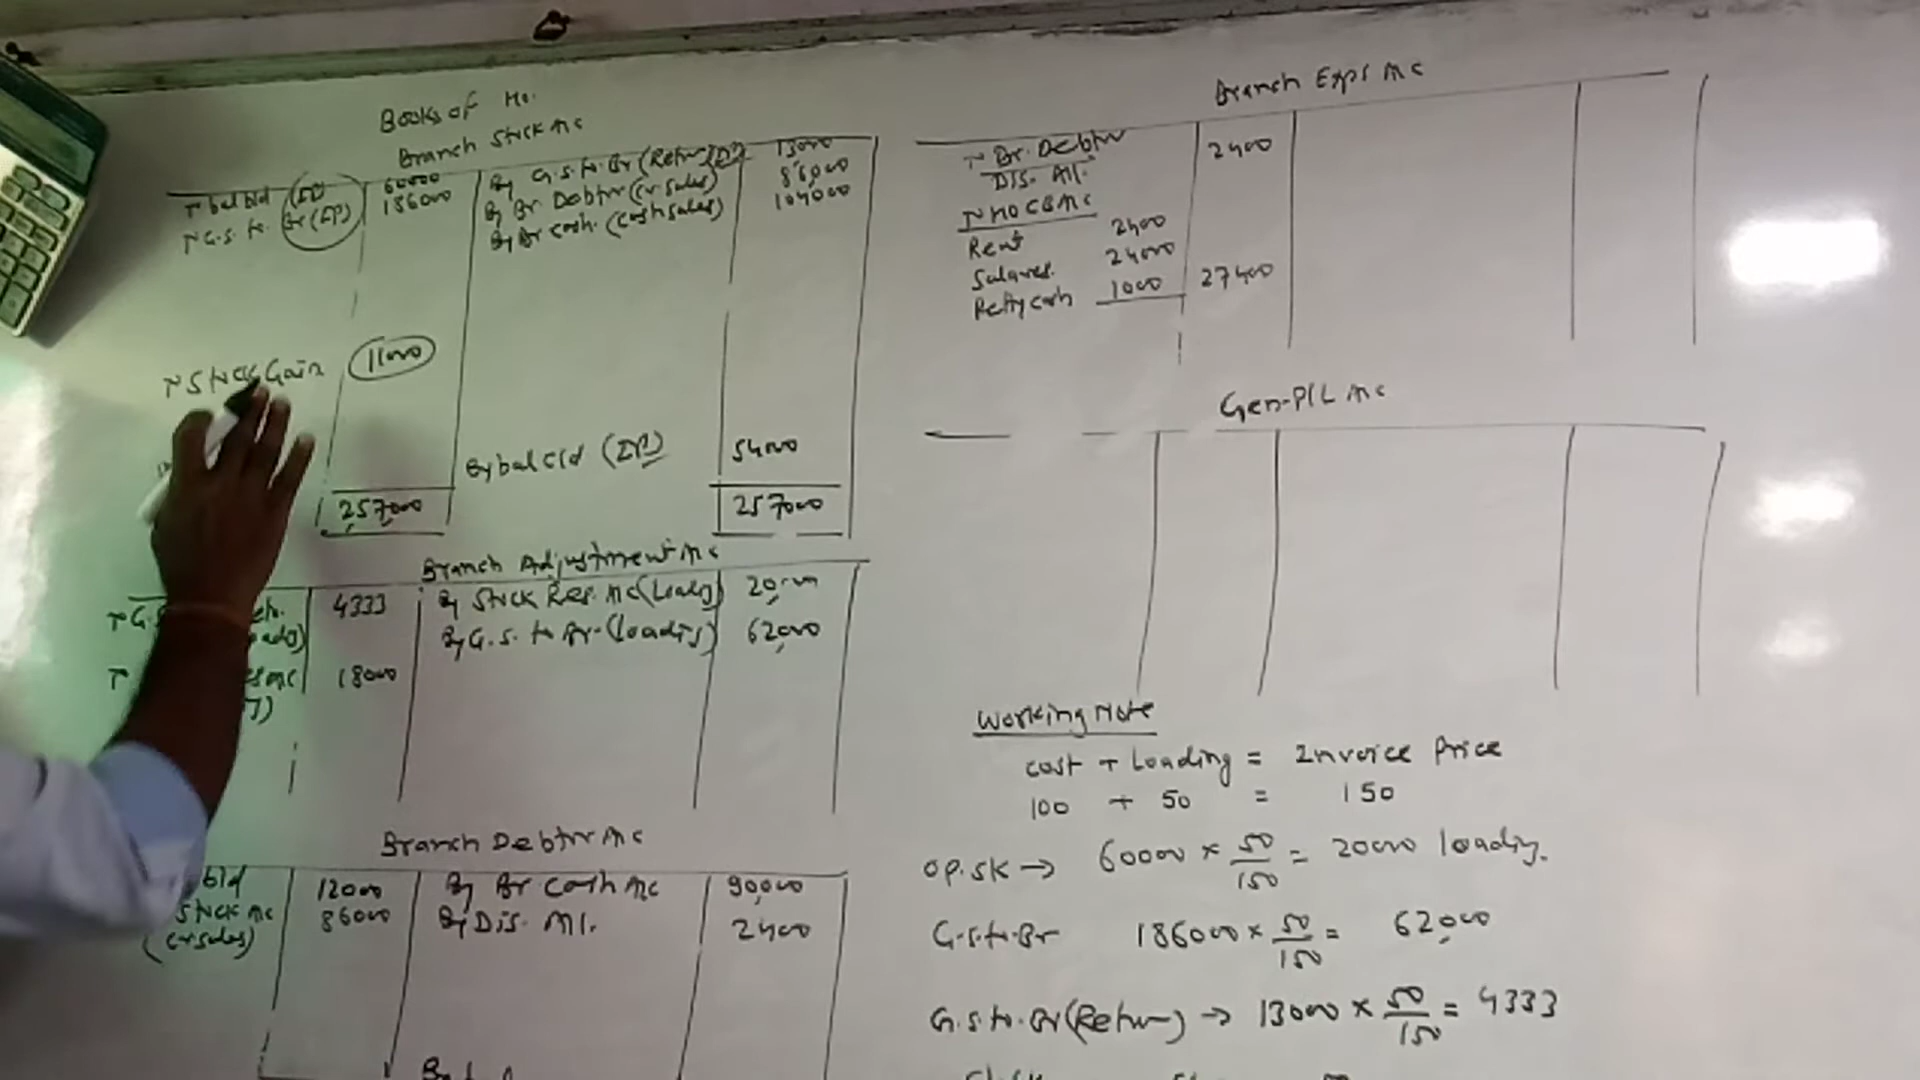 Books of Ho.
Branch Stock A/c
To bal b/d (IP) 60000 By G.S. to Br (Return) (IP) 13000
To G.S. to. Br (IP) 186000 By Br Debtor (Cr sales) 86000
By Br cash. (Cash sales) 104000
To Stock Gain 11000
By bal c/d (IP) 54000
257000 257000
Branch Adjustment A/c
4333 By Stock Res. A/c (Loadg) 20,000
By G.S. to Br (loading) 62000
To 18000
Branch Debtor A/c
b/d 12000 By Br Cash A/c 90,000
Stock A/c 86000 By Dis. All. 2400
(Cr sales)
Branch Exps A/c
To Br. Debtor 2400
Dis. All.
To HO CB A/c
Rent 2400
Salaries. 24000
Petty cash 1000 27400
Gen-P/L A/c
Working Note
Cost + Loading = Invoice Price
100 + 50 = 150
OP.SK → 60000 × 50/150 = 20000 loading.
G.S.to.Br 186000 × 50/150 = 62,000
G.S.to.Br (Return) → 13000 × 50/150 = 4333